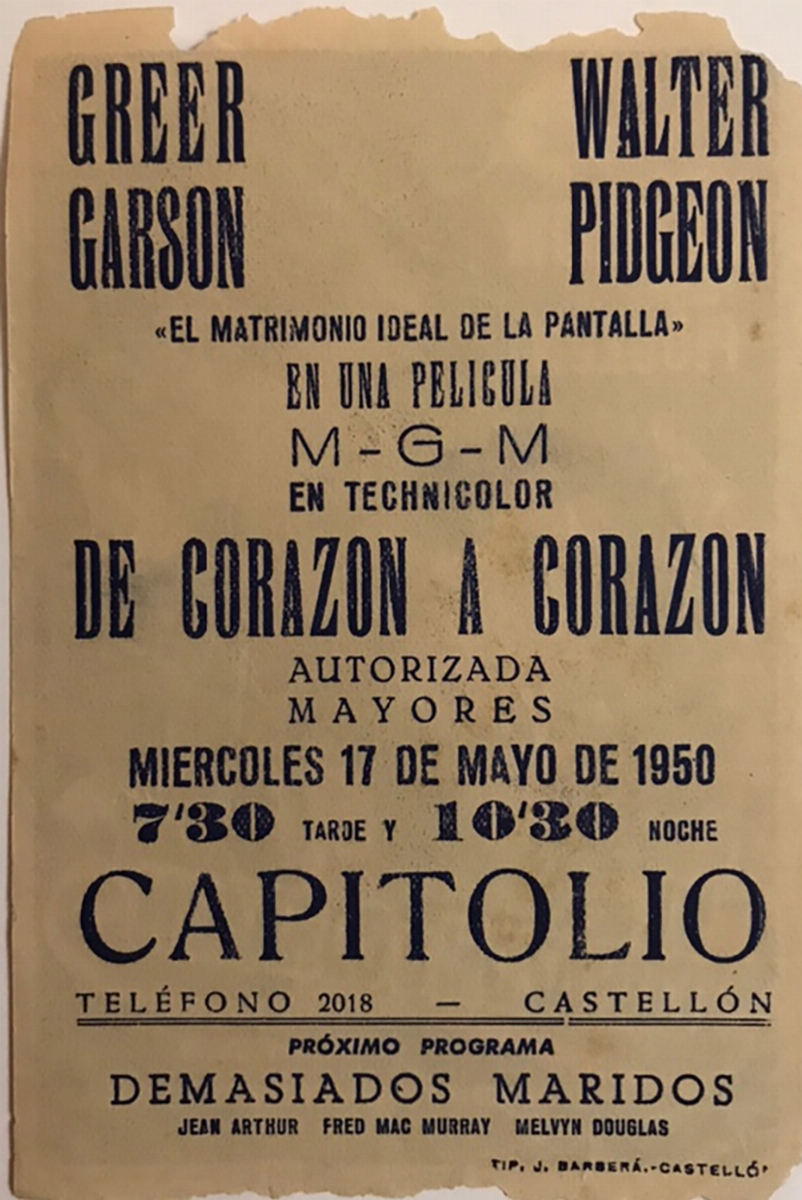 GREER WALTER
GARSON PIDGEON
«EL MATRIMONIO IDEAL DE LA PANTALLA»
EN UNA PELICULA
M-G-M
EN TECHNICOLOR
DE CORAZON A CORAZON
AUTORIZADA
MAYORES
MIERCOLES 17 DE MAYO DE 1950
7'30 TARDE Y 10'30 NOCHE
CAPITOLIO
TELÉFONO 2018 — CASTELLÓN
PRÓXIMO PROGRAMA
DEMASIADOS MARIDOS
JEAN ARTHUR FRED MAC MURRAY MELVYN DOUGLAS
TIP. J. BARBERÁ.-CASTELLÓ